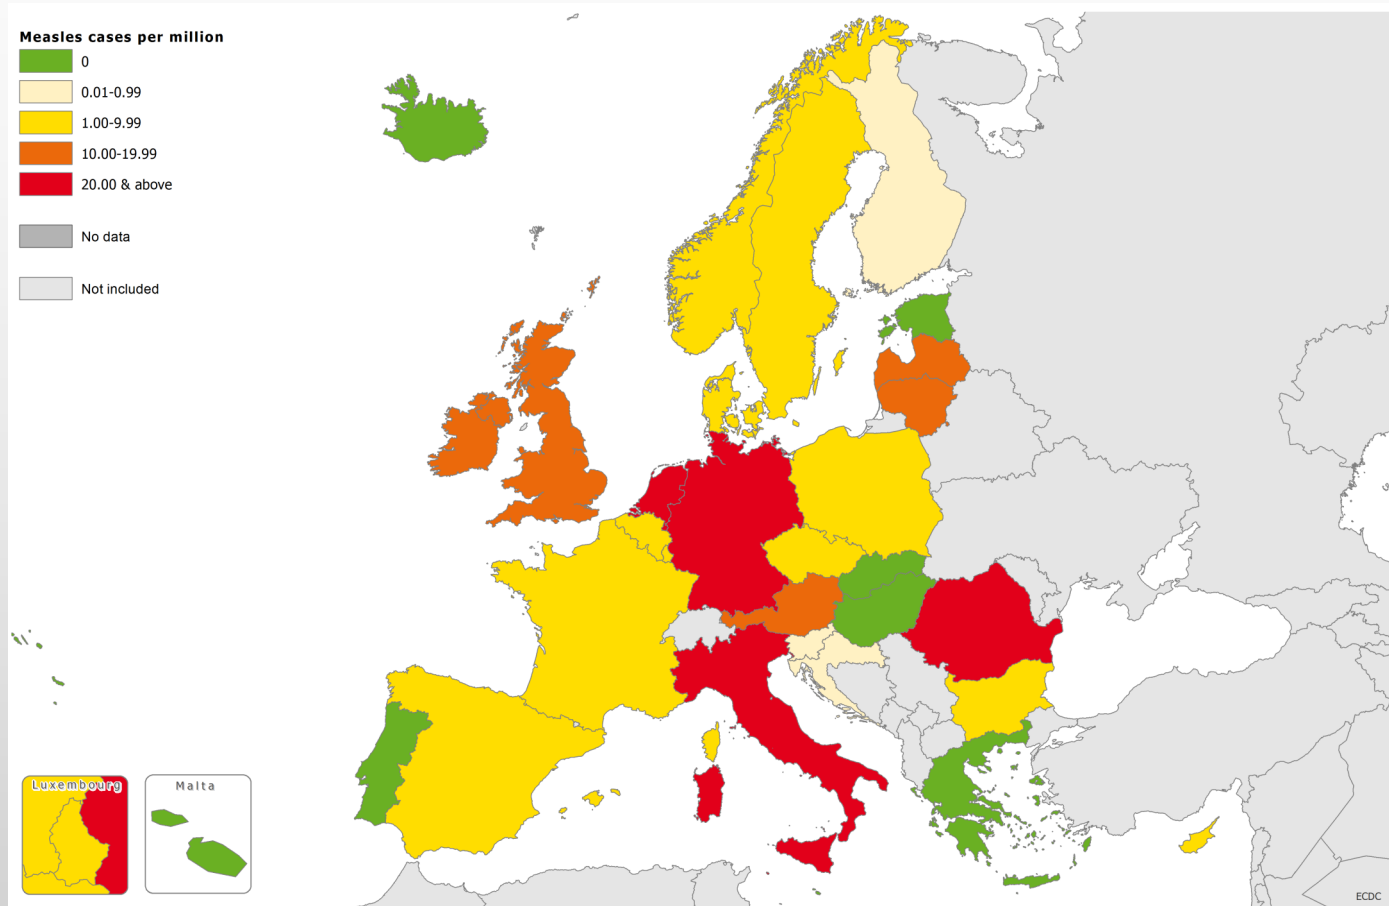 Measles cases per million
0
0.01-0.99
1.00-9.99
10.00-19.99
20.00 & above
No data
Not included
Luxembourg
Malta
ECDC